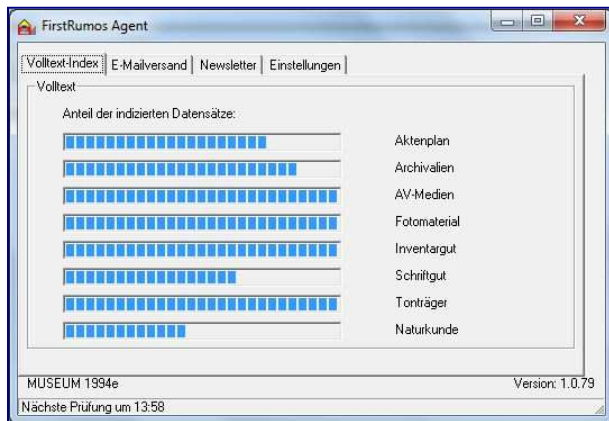 FirstRumos Agent
Volltext-Index E-Mailversand Newsletter Einstellungen
Volltext
Anteil der indizierten Datensätze:
Aktenplan
Archivalien
AV-Medien
Fotomaterial
Inventargut
Schriftgut
Tonträger
Naturkunde
MUSEUM 1994e Version: 1.0.79
Nächste Prüfung um 13:58